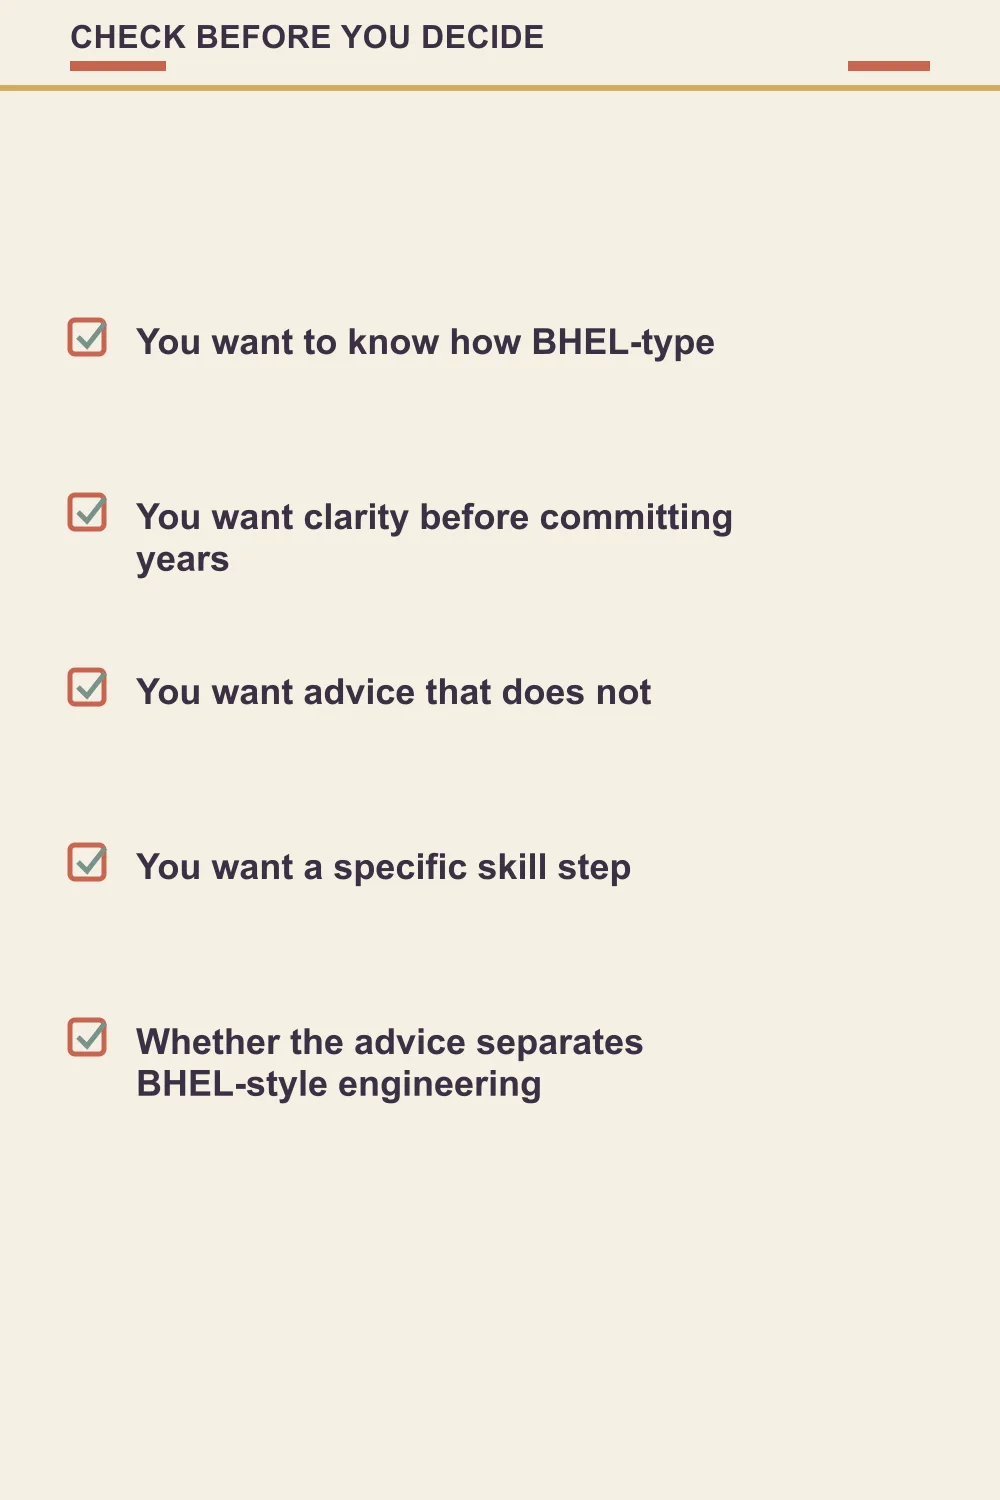 CHECK BEFORE YOU DECIDE
You want to know how BHEL-type
You want clarity before committing
years
You want advice that does not
You want a specific skill step
Whether the advice separates
BHEL-style engineering